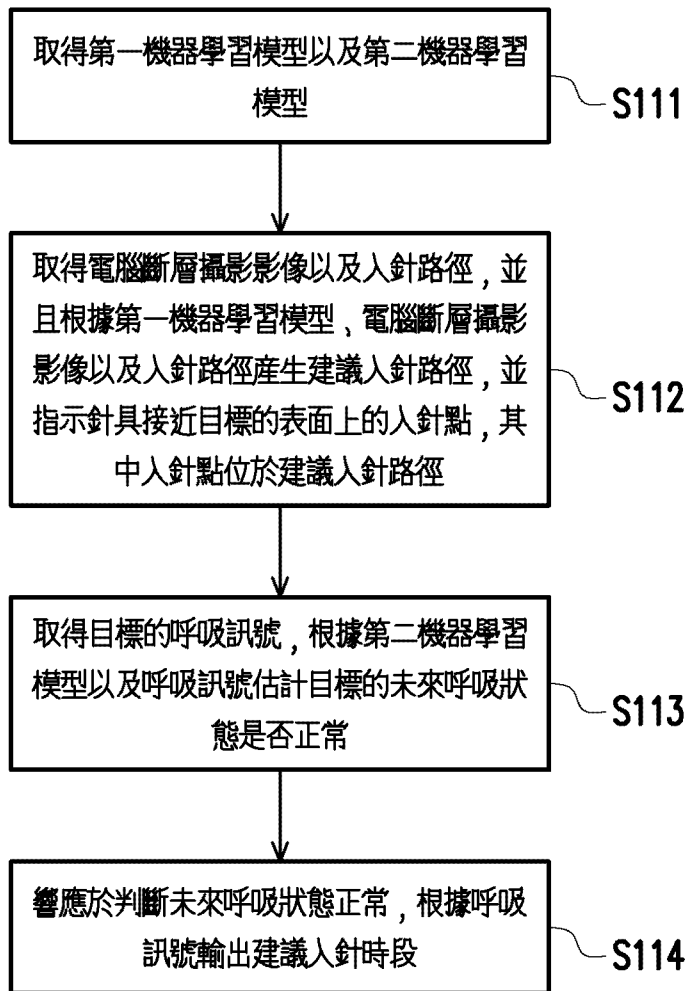 取得第一機器學習模型以及第二機器學習
模型
S111
取得電腦斷層攝影影像以及入針路徑，並
且根據第一機器學習模型、電腦斷層攝影
影像以及入針路徑產生建議入針路徑，並
指示針具接近目標的表面上的入針點，其
中入針點位於建議入針路徑
S112
取得目標的呼吸訊號，根據第二機器學習
模型以及呼吸訊號估計目標的未來呼吸狀
態是否正常
S113
響應於判斷未來呼吸狀態正常，根據呼吸
訊號輸出建議入針時段
S114